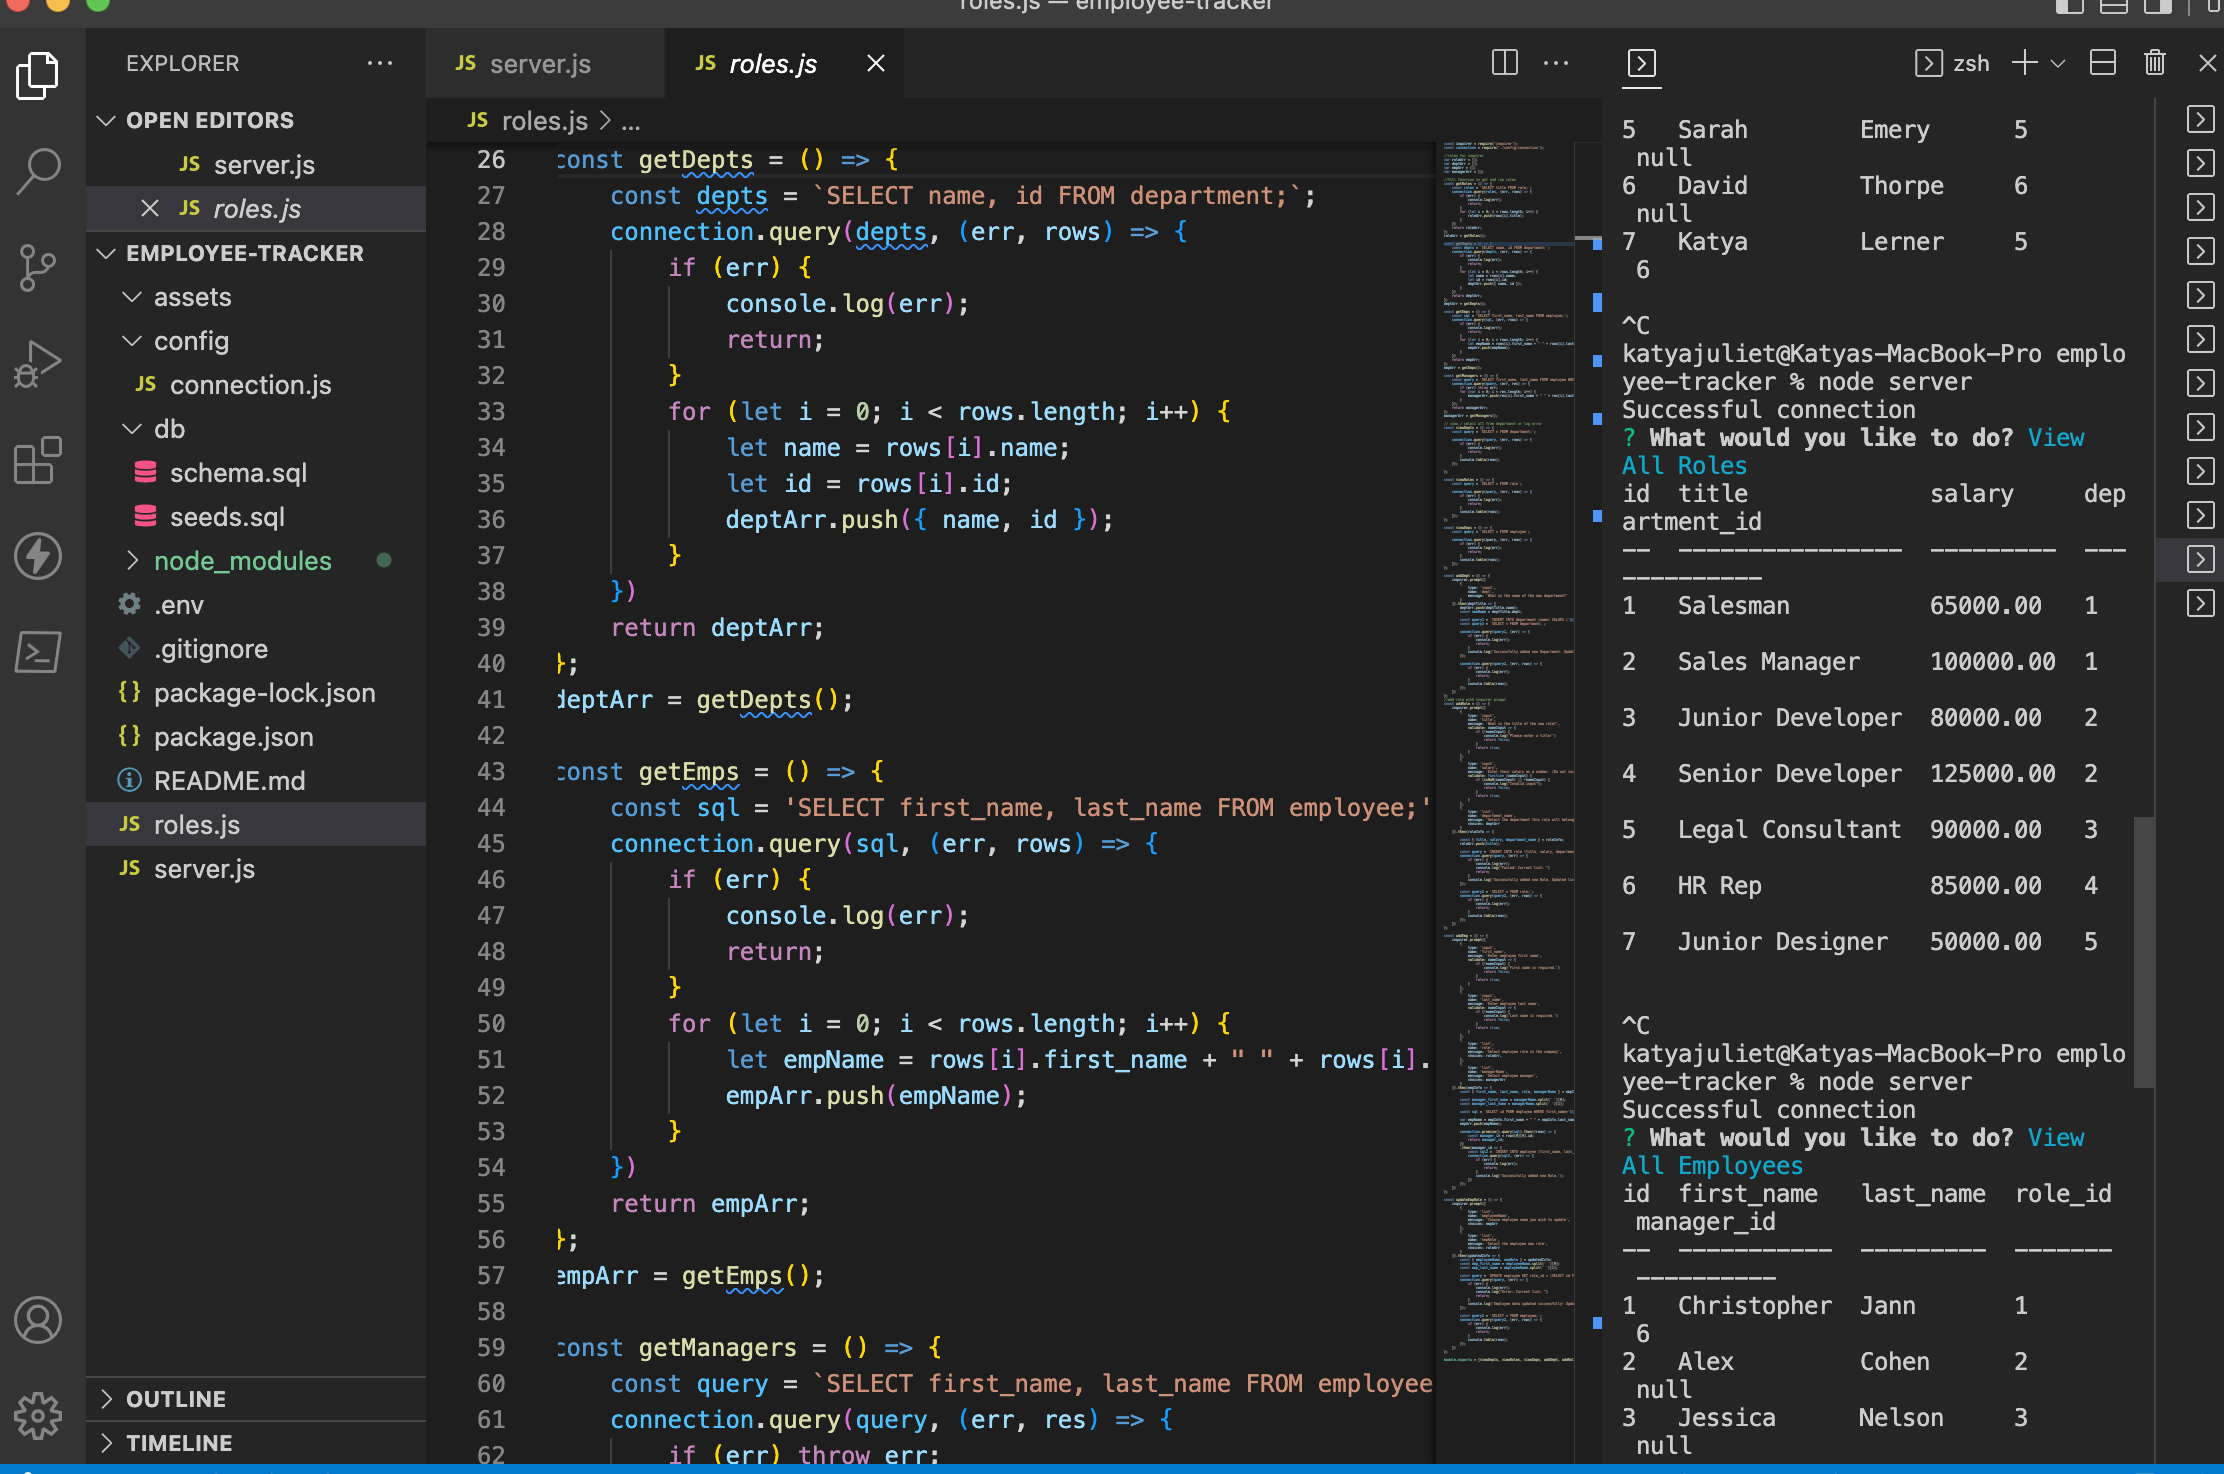 roles.js — employee-tracker
EXPLORER
OPEN EDITORS
JS server.js
JS roles.js
EMPLOYEE-TRACKER
assets
config
JS connection.js
db
schema.sql
seeds.sql
node_modules
.env
.gitignore
{} package-lock.json
{} package.json
README.md
JS roles.js
JS server.js
OUTLINE
TIMELINE
JS server.js
JS roles.js
JS roles.js > ...
26 const getDepts = () => {
27 const depts = `SELECT name, id FROM department;`;
28 connection.query(depts, (err, rows) => {
29 if (err) {
30 console.log(err);
31 return;
32 }
33 for (let i = 0; i < rows.length; i++) {
34 let name = rows[i].name;
35 let id = rows[i].id;
36 deptArr.push({ name, id });
37 }
38 })
39 return deptArr;
40 };
41 deptArr = getDepts();
42
43 const getEmps = () => {
44 const sql = 'SELECT first_name, last_name FROM employee;'
45 connection.query(sql, (err, rows) => {
46 if (err) {
47 console.log(err);
48 return;
49 }
50 for (let i = 0; i < rows.length; i++) {
51 let empName = rows[i].first_name + " " + rows[i].
52 empArr.push(empName);
53 }
54 })
55 return empArr;
56 };
57 empArr = getEmps();
58
59 const getManagers = () => {
60 const query = `SELECT first_name, last_name FROM employee
61 connection.query(query, (err, res) => {
62 if (err) throw err;
zsh
5 Sarah Emery 5
null
6 David Thorpe 6
null
7 Katya Lerner 5
6
^C
katyajuliet@Katyas-MacBook-Pro emplo
yee-tracker % node server
Successful connection
? What would you like to do? View
All Roles
id title salary dep
artment_id
-- ---------------- --------- ---
----------
1 Salesman 65000.00 1
2 Sales Manager 100000.00 1
3 Junior Developer 80000.00 2
4 Senior Developer 125000.00 2
5 Legal Consultant 90000.00 3
6 HR Rep 85000.00 4
7 Junior Designer 50000.00 5
^C
katyajuliet@Katyas-MacBook-Pro emplo
yee-tracker % node server
Successful connection
? What would you like to do? View
All Employees
id first_name last_name role_id
manager_id
-- ----------- --------- -------
----------
1 Christopher Jann 1
6
2 Alex Cohen 2
null
3 Jessica Nelson 3
null